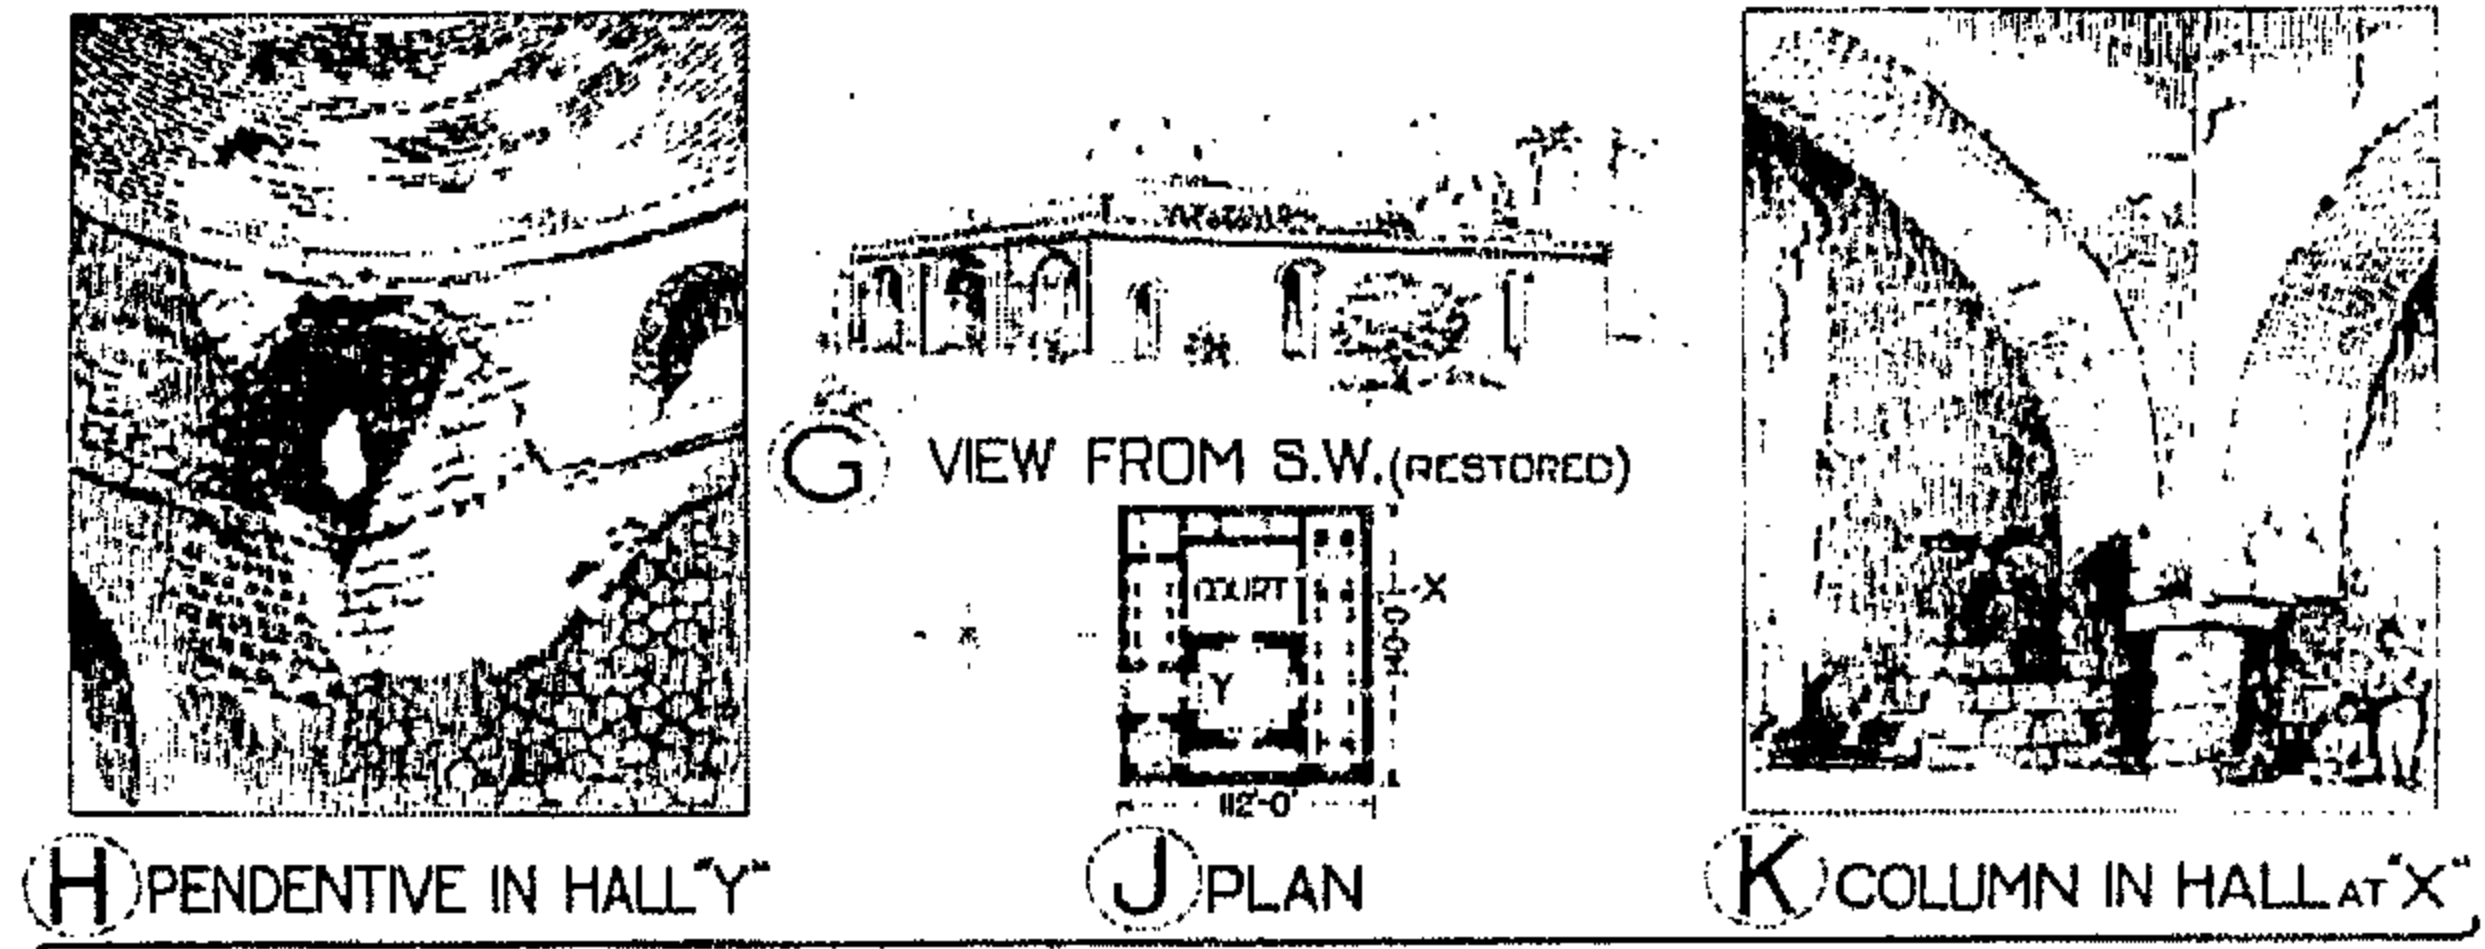 G VIEW FROM S.W. (RESTORED)
COURT
X
Y
112'-0"
H PENDENTIVE IN HALL "Y"
J PLAN
K COLUMN IN HALL AT "X"